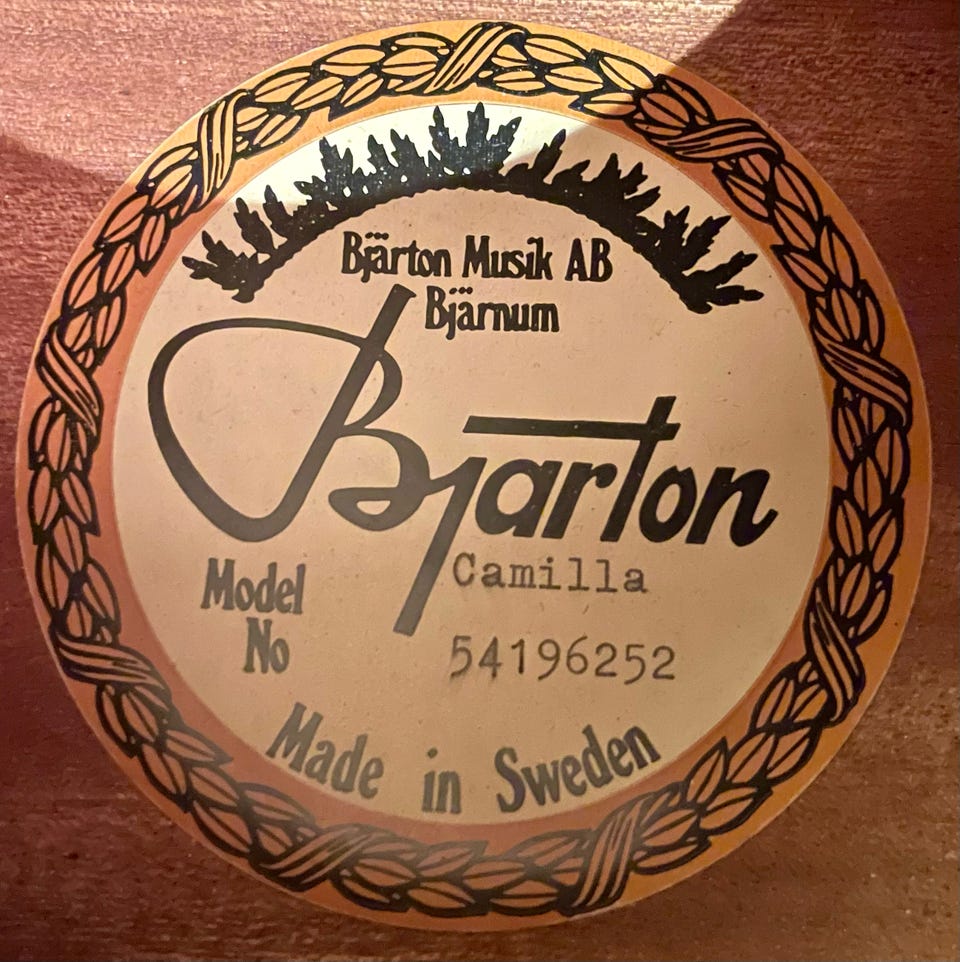 Bjärton Musik AB
Bjärnum
Bjarton
Model Camilla
No 54196252
Made in Sweden